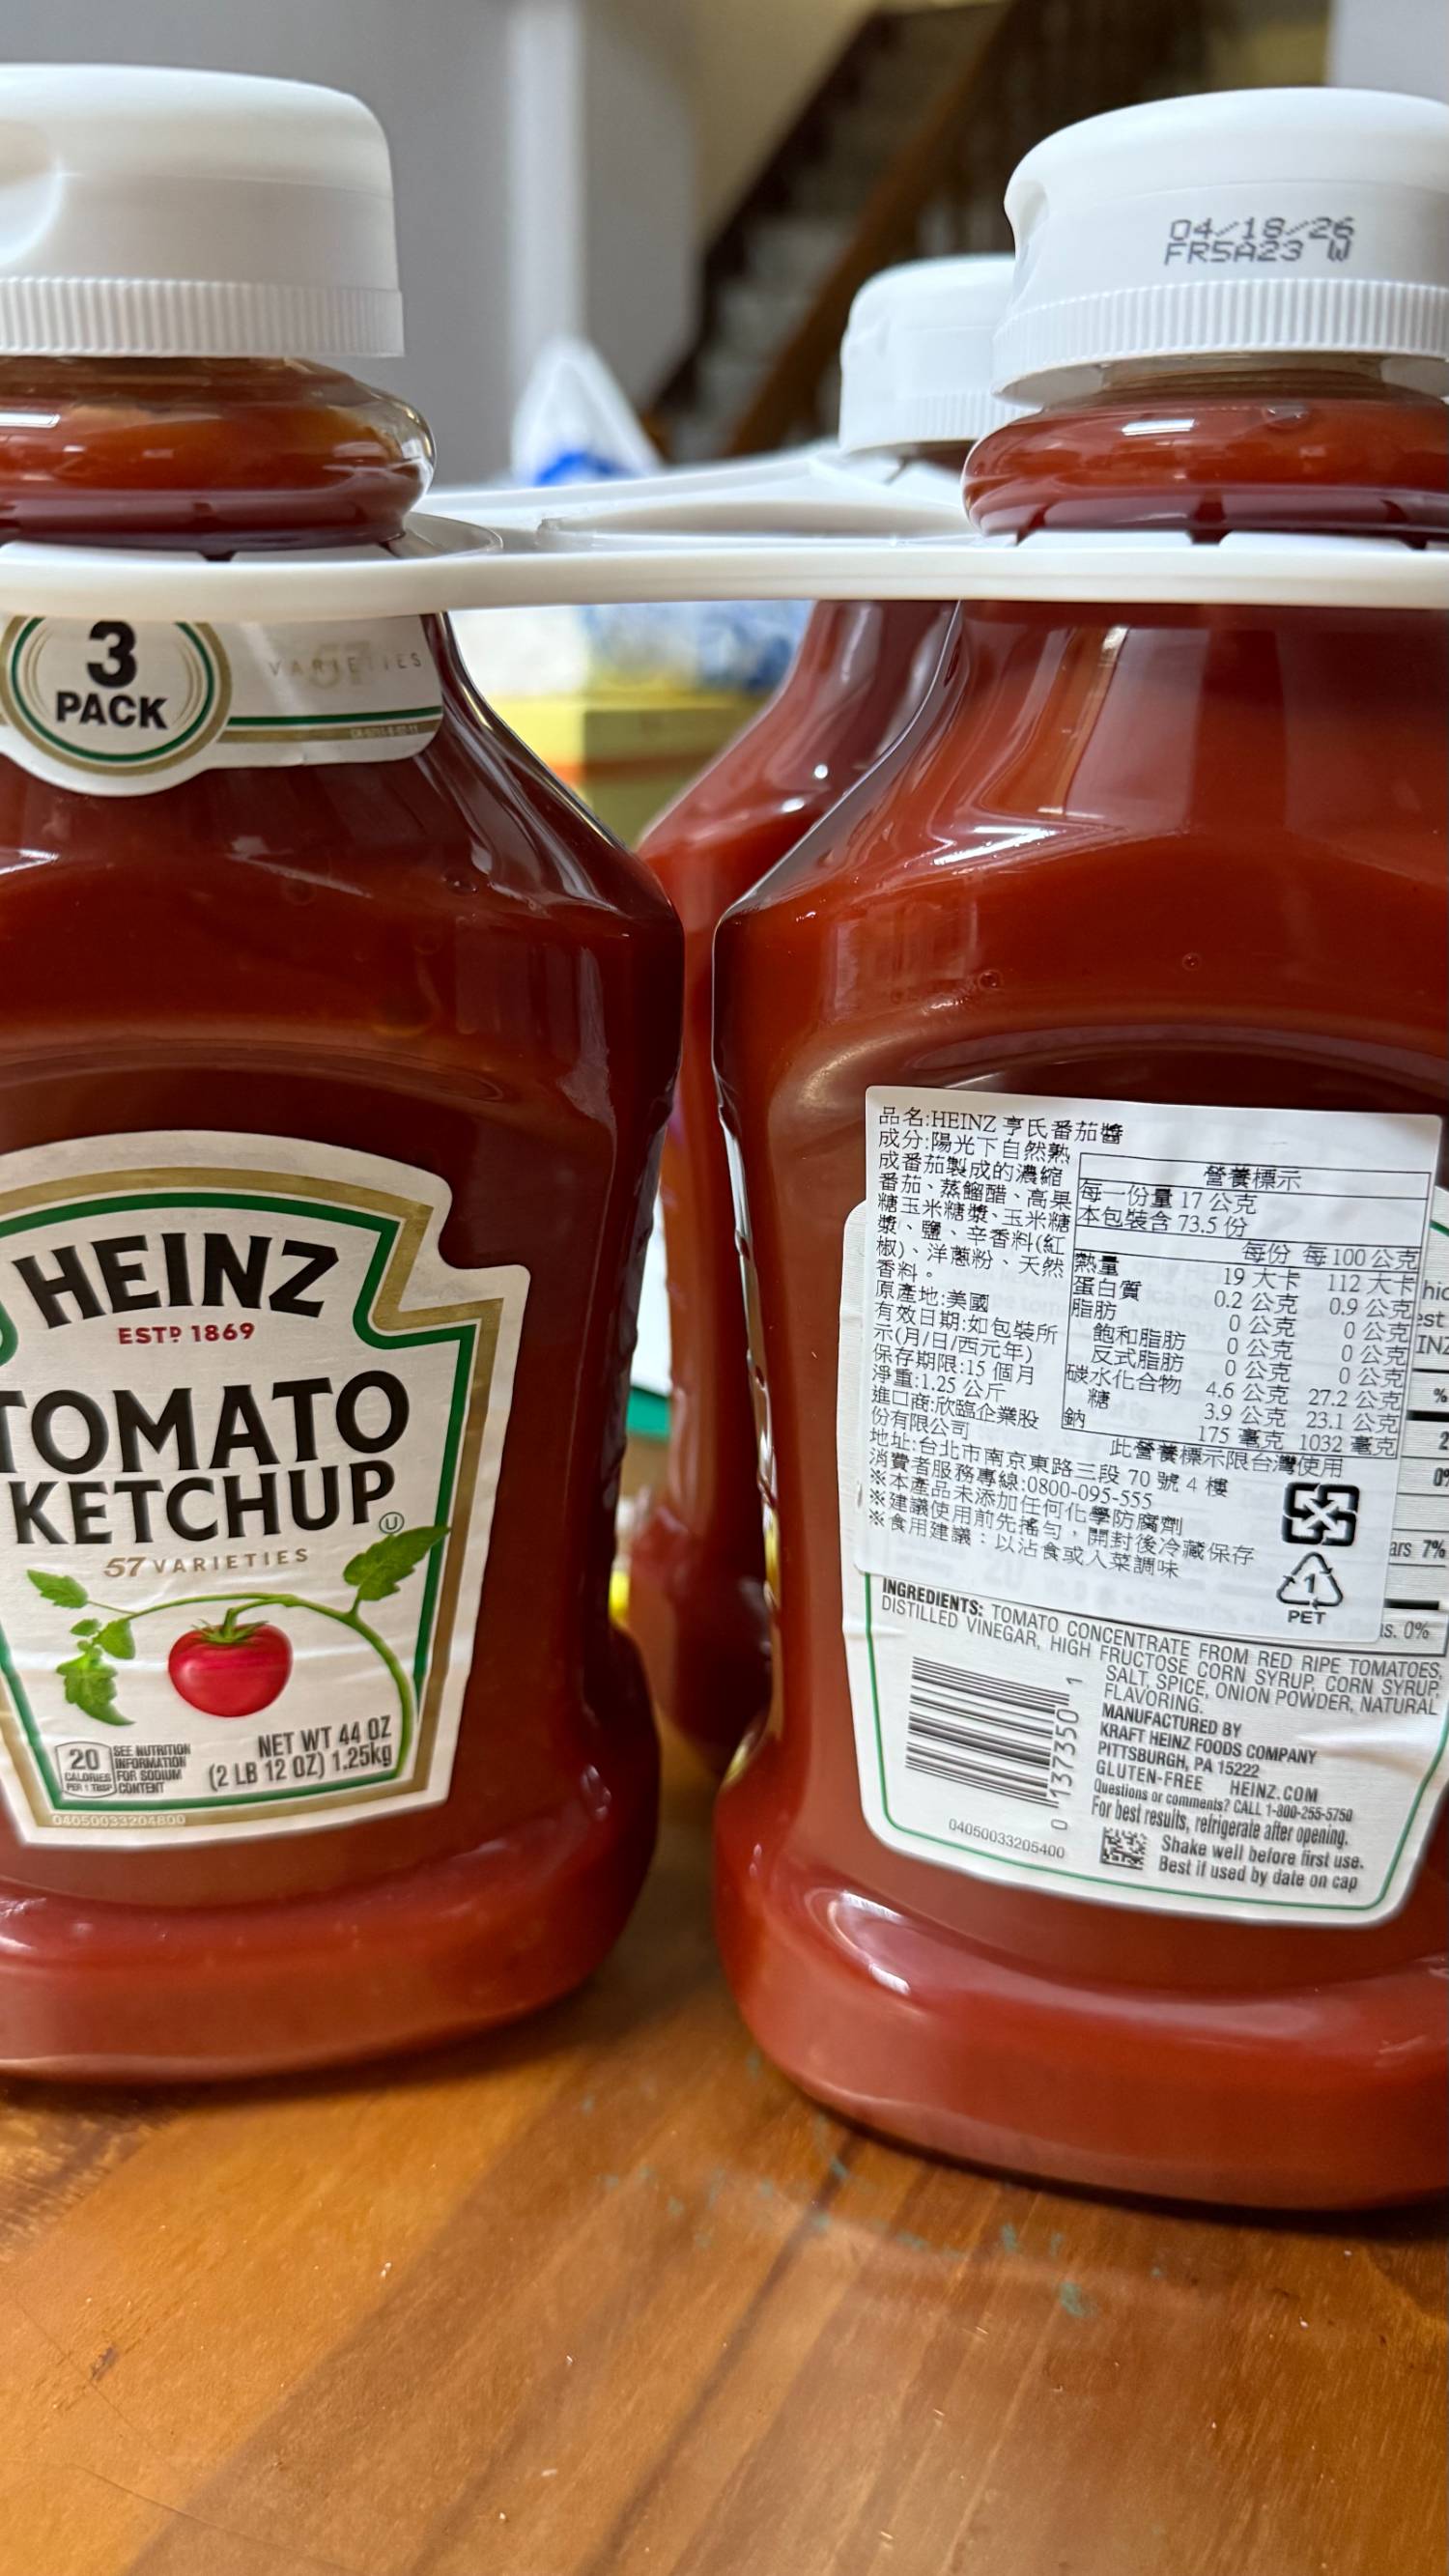 04/18/26
FR5A23 W
3
PACK
VARIETIES
HEINZ
ESTD 1869
TOMATO
KETCHUP
U
57 VARIETIES
20
CALORIES
PER 1 TBSP
SEE NUTRITION
INFORMATION
FOR SODIUM
CONTENT
NET WT 44 OZ
(2 LB 12 OZ) 1.25kg
04050033204800
品名:HEINZ 亨氏番茄醬
成分:陽光下自然熟
成番茄製成的濃縮
番茄、蒸餾醋、高果
糖玉米糖漿、玉米糖
漿、鹽、辛香料(紅
椒)、洋蔥粉、天然
香料。
原產地:美國
有效日期:如包裝所
示(月/日/西元年)
保存期限:15 個月
淨重:1.25 公斤
進口商:欣臨企業股
份有限公司
地址:台北市南京東路三段 70 號 4 樓
消費者服務專線:0800-095-555
※本產品未添加任何化學防腐劑
※建議使用前先搖勻，開封後冷藏保存
※食用建議：以沾食或入菜調味
營養標示
每一份量 17 公克
本包裝含 73.5 份
每份 每 100 公克
熱量 19 大卡 112 大卡
蛋白質 0.2 公克 0.9 公克
脂肪 0 公克 0 公克
飽和脂肪 0 公克 0 公克
反式脂肪 0 公克 0 公克
碳水化合物 4.6 公克 27.2 公克
糖 3.9 公克 23.1 公克
鈉 175 毫克 1032 毫克
此營養標示限台灣使用
1
PET
INGREDIENTS: TOMATO CONCENTRATE FROM RED RIPE TOMATOES,
DISTILLED VINEGAR, HIGH FRUCTOSE CORN SYRUP, CORN SYRUP,
SALT, SPICE, ONION POWDER, NATURAL
FLAVORING.
MANUFACTURED BY
KRAFT HEINZ FOODS COMPANY
PITTSBURGH, PA 15222
GLUTEN-FREE HEINZ.COM
Questions or comments? CALL 1-800-255-5750
For best results, refrigerate after opening.
Shake well before first use.
Best if used by date on cap
0 1373501 1
04050033205400
ars 7%
s. 0%